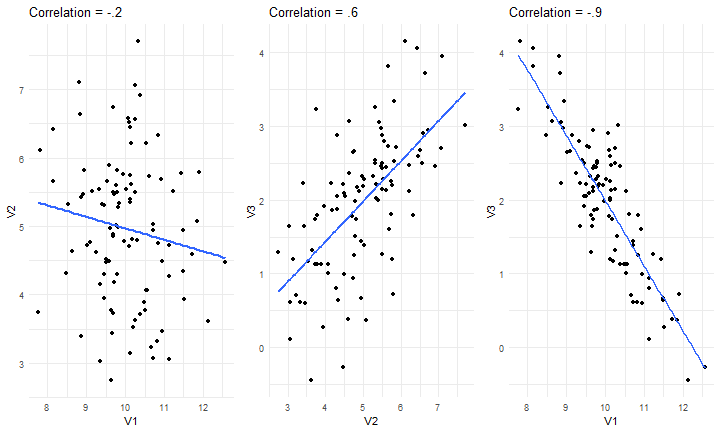 Correlation = -.2
7
6
5
4
3
V2
8 9 10 11 12
V1
Correlation = .6
4
3
2
1
0
V3
3 4 5 6 7
V2
Correlation = -.9
4
3
2
1
0
V3
8 9 10 11 12
V1